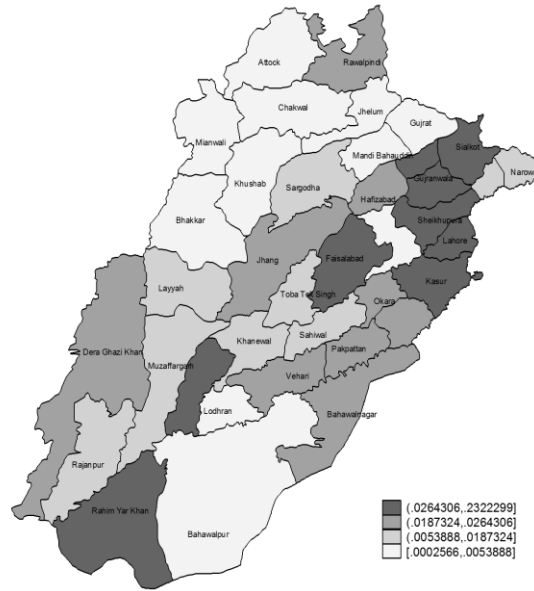 Attock
Rawalpindi
Chakwal
Jhelum
Gujrat
Mianwali
Mandi Bahauddin
Sialkot
Khushab
Gujranwala
Narowal
Sargodha
Hafizabad
Bhakkar
Sheikhupura
Lahore
Jhang
Faisalabad
Kasur
Layyah
Toba Tek Singh
Okara
Khanewal
Sahiwal
Dera Ghazi Khan
Muzaffargarh
Pakpattan
Vehari
Lodhran
Bahawalnagar
Rajanpur
Rahim Yar Khan
Bahawalpur
(.0264306,.2322299]
(.0187324,.0264306]
(.0053888,.0187324]
[.0002566,.0053888]